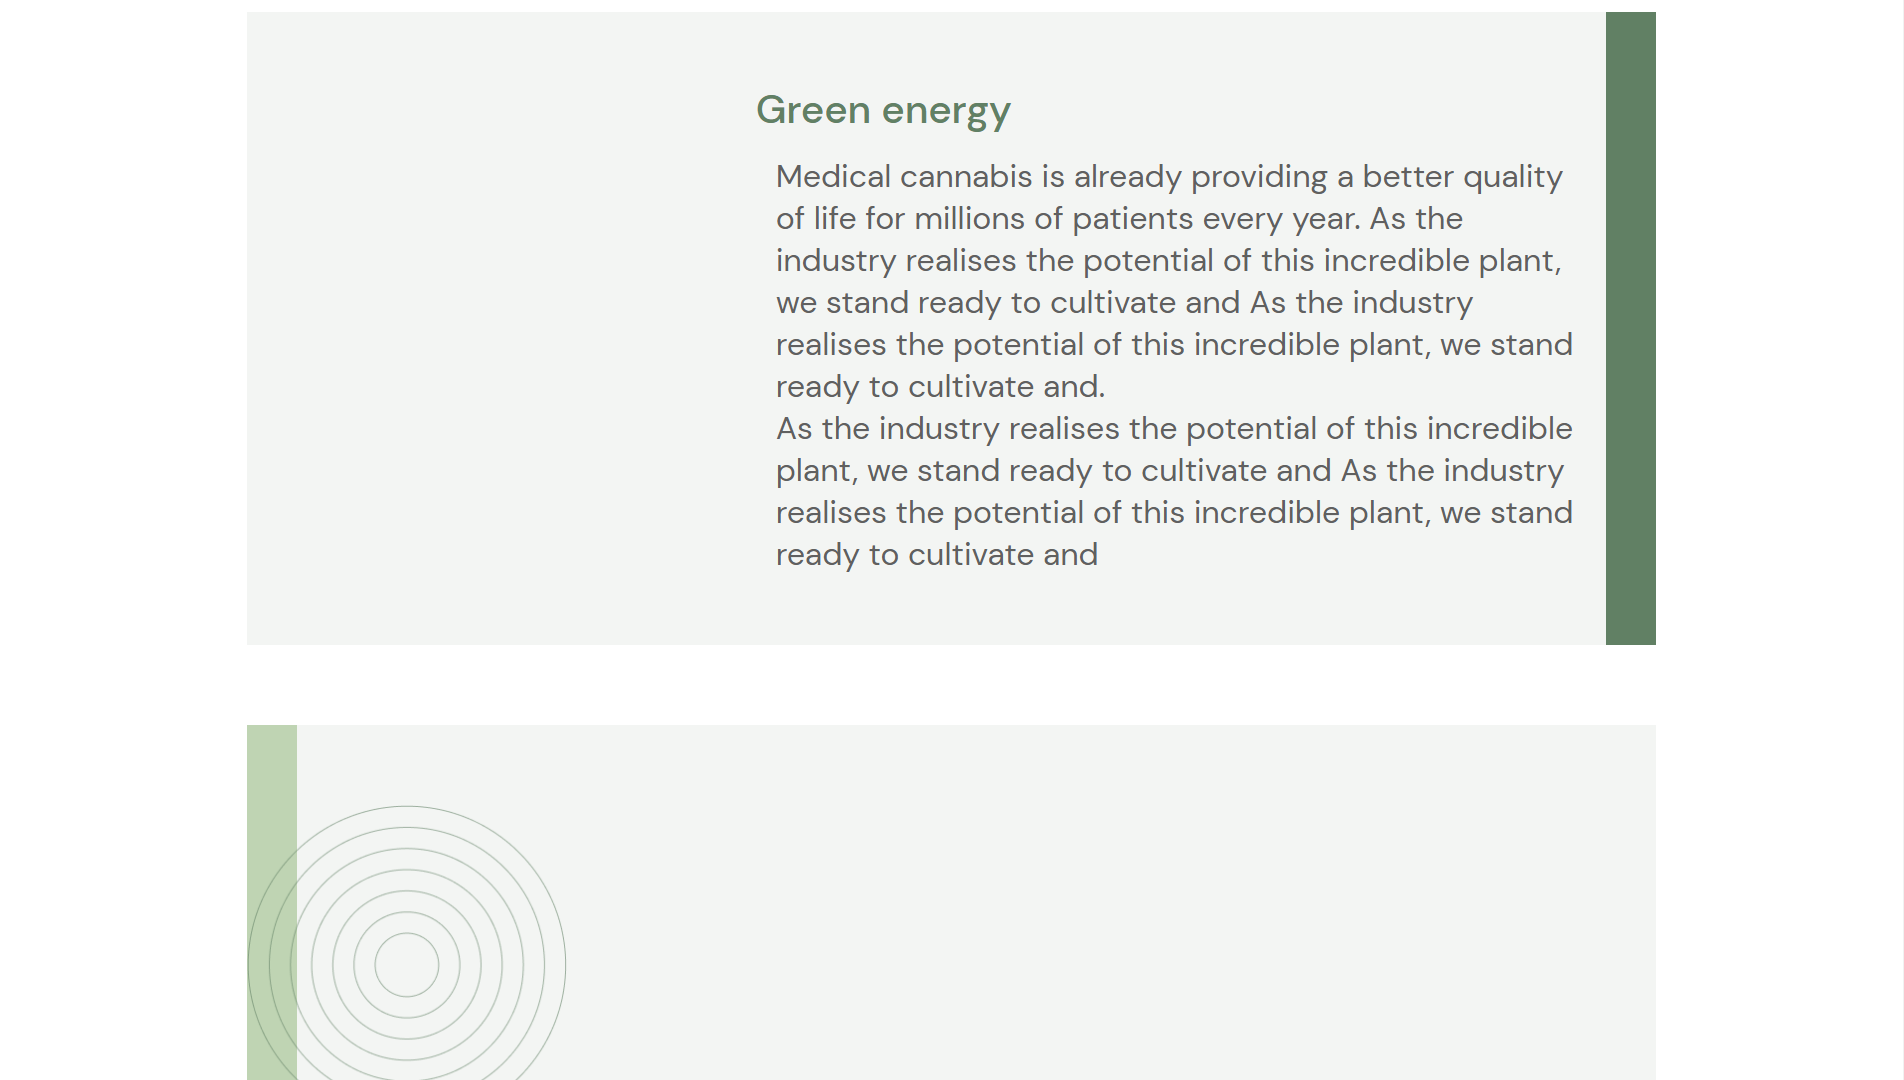 Green energy
Medical cannabis is already providing a better quality
of life for millions of patients every year. As the
industry realises the potential of this incredible plant,
we stand ready to cultivate and As the industry
realises the potential of this incredible plant, we stand
ready to cultivate and.
As the industry realises the potential of this incredible
plant, we stand ready to cultivate and As the industry
realises the potential of this incredible plant, we stand
ready to cultivate and